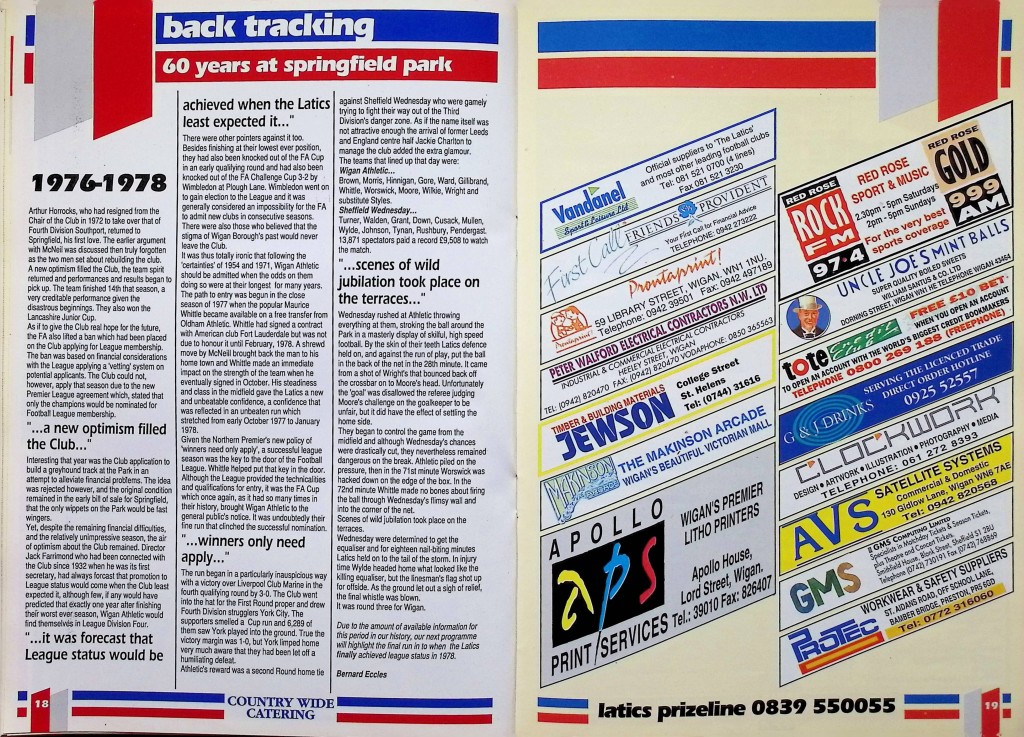 back tracking
60 years at springfield park
1976-1978
Arthur Horrocks, who had resigned from the
Chair of the Club in 1972 to take over that of
Fourth Division Southport, returned to
Springfield, his first love. The earlier argument
with McNeil was discussed then truly forgotten
as the two men set about rebuilding the club.
A new optimism filled the Club, the team spirit
returned and performances and results began to
pick up. The team finished 14th that season, a
very creditable performance given the
disastrous beginnings. They also won the
Lancashire Junior Cup.
As if to give the Club real hope for the future,
the FA also lifted a ban which had been placed
on the Club applying for League membership.
The ban was based on financial considerations
with the League applying a 'vetting' system on
potential applicants. The Club could not,
however, apply that season due to the new
Premier League agreement which, stated that
only the champions would be nominated for
Football League membership.
"...a new optimism filled
the Club..."
Interesting that year was the Club application to
build a greyhound track at the Park in an
attempt to alleviate financial problems. The idea
was rejected however, and the original condition
remained in the early bill of sale for Springfield,
that the only wippets on the Park would be fast
wingers.
Yet, despite the remaining financial difficulties,
and the relatively unimpressive season, the air
of optimism about the Club remained. Director
Jack Farrimond who had been connected with
the Club since 1932 when he was its first
secretary, had always forcast that promotion to
League status would come when the Club least
expected it, although few, if any would have
predicted that exactly one year after finishing
their worst ever season, Wigan Athletic would
find themselves in League Division Four.
"...it was forecast that
League status would be
achieved when the Latics
least expected it..."
There were other pointers against it too.
Besides finishing at their lowest ever position,
they had also been knocked out of the FA Cup
in an early qualifying round and had also been
knocked out of the FA Challenge Cup 3-2 by
Wimbledon at Plough Lane. Wimbledon went on
to gain election to the League and it was
generally considered an impossibility for the FA
to admit new clubs in consecutive seasons.
There were also those who believed that the
stigma of Wigan Borough's past would never
leave the Club.
It was thus totally ironic that following the
'certainties' of 1954 and 1971, Wigan Athletic
should be admitted when the odds on them
doing so were at their longest for many years.
The path to entry was begun in the close
season of 1977 when the popular Maurice
Whittle became available on a free transfer from
Oldham Athletic. Whittle had signed a contract
with American club Fort Lauderdale but was not
due to honour it until February, 1978. A shrewd
move by McNeill brought the man back to his
home town and Whittle made an immediate
impact on the strength of the team when he
eventually signed in October. His steadiness
and class in the midfield gave the Latics a new
and unbeatable confidence, a confidence that
was reflected in an unbeaten run which
stretched from early October 1977 to January
1978.
Given the Northern Premier's new policy of
'winners need only apply', a successful league
season was the key to the door of the Football
League. Whittle helped put that key in the door.
Although the League provided the technicalities
and qualifications for entry, it was the FA Cup
which once again, as it had so many times in
their history, brought Wigan Athletic to the
general public's notice. It was undoubtedly their
fine run that clinched the successful nomination.
"...winners only need
apply..."
The run began in a particularly inauspicious way
with a victory over Liverpool Club Marine in the
fourth qualifying round by 3-0. The Club went
into the hat for the First Round proper and drew
Fourth Division strugglers York City. The
supporters smelled a Cup run and 6,289 of
them saw York played into the ground. True the
victory margin was 1-0, but York limped home
very much aware that they had been let off a
humiliating defeat.
Athletic's reward was a second Round home tie
against Sheffield Wednesday who were gamely
trying to fight their way out of the Third
Division's danger zone. As if the name itself was
not attractive enough the arrival of former Leeds
and England centre half Jackie Charlton to
manage the club added the extra glamour.
The teams that lined up that day were:
Wigan Athletic...
Brown, Morris, Hinnigan, Gore, Ward, Gillibrand,
Whittle, Worswick, Moore, Wilkie, Wright and
substitute Styles.
Sheffield Wednesday...
Turner, Walden, Grant, Down, Cusack, Mullen,
Wylde, Johnson, Tynan, Rushbury, Pendergast.
13,871 spectators paid a record £9,508 to watch
the match.
"...scenes of wild
jubilation took place on
the terraces..."
Wednesday rushed at Athletic throwing
everything at them, stroking the ball around the
Park in a masterly display of skilful, high speed
football. By the skin of their teeth Latics defence
held on, and against the run of play, put the ball
in the back of the net in the 28th minute. It came
from a shot of Wright's that bounced back off
the crossbar on to Moore's head. Unfortunately
the 'goal' was disallowed the referee judging
Moore's challenge on the goalkeeper to be
unfair, but it did have the effect of settling the
home side.
They began to control the game from the
midfield and although Wednesday's chances
were drastically cut, they nevertheless remained
dangerous on the break. Athletic piled on the
pressure, then in the 71st minute Worswick was
hacked down on the edge of the box. In the
72nd minute Whittle made no bones about firing
the ball through Wednesday's flimsy wall and
into the corner of the net.
Scenes of wild jubilation took place on the
terraces.
Wednesday were determined to get the
equaliser and for eighteen nail-biting minutes
Latics held on to the tail of the storm. In injury
time Wylde headed home what looked like the
killing equaliser, but the linesman's flag shot up
for offside. As the ground let out a sigh of relief,
the final whistle was blown.
It was round three for Wigan.
Due to the amount of available information for
this period in our history, our next programme
will highlight the final run in to when the Latics
finally achieved league status in 1978.
Bernard Eccles
18
COUNTRY WIDE
CATERING
Vandanel
Sport & Leisure Ltd
Official suppliers to 'The Latics'
and most other leading football clubs
Tel: 081 521 0700 (4 lines)
Fax 081 521 3230
First Call
FRIENDS PROVIDENT
Your First Call for Financial Advice
TELEPHONE: 0942 273222
Prontaprint
Prontaprint!
59 LIBRARY STREET, WIGAN. WN1 1NU.
Telephone: 0942 39501 Fax: 0942 497189
PETER WALFORD ELECTRICAL CONTRACTORS N.W. LTD
INDUSTRIAL & COMMERCIAL ELECTRICAL CONTRACTORS
HEELEY STREET, WIGAN
TEL: (0942) 820470 FAX: (0942) 820470 VODAPHONE: 0850 365563
TIMBER & BUILDING MATERIALS
JEWSON
College Street
St. Helens
Tel: (0744) 31616
MAKINSON
THE MAKINSON ARCADE
WIGAN'S BEAUTIFUL VICTORIAN MALL
APOLLO
aps
PRINT SERVICES
WIGAN'S PREMIER
LITHO PRINTERS
Apollo House,
Lord Street, Wigan.
Tel.: 39010 Fax: 826407
RED ROSE
ROCK
FM
97·4
RED ROSE
SPORT & MUSIC
2.30pm - 5pm Saturdays
2pm - 5pm Sundays
For the very best
sports coverage
RED ROSE
GOLD
999
AM
UNCLE JOE'S MINT BALLS
SUPER QUALITY BOILED SWEETS
WILLIAM SANTUS & CO. LTD
DORNING STREET, WIGAN WH1 HE TELEPHONE WIGAN 43464
tote
credit
FREE £10 BET
WHEN YOU OPEN AN ACCOUNT
TO OPEN AN ACCOUNT WITH THE WORLD'S BIGGEST CREDIT BOOKMAKERS
TELEPHONE 0800 269 188 (FREEPHONE)
G & J DRINKS
SERVING THE LICENCED TRADE
DIRECT ORDER HOTLINE
0925 52557
CLOCKWORK
DESIGN • ARTWORK • ILLUSTRATION • PHOTOGRAPHY • MEDIA
TELEPHONE: 061 272 8393
AVS
SATELLITE SYSTEMS
Commercial & Domestic
130 Gidlow Lane, Wigan WN6 7AE
Tel: 0942 820568
GMS
GMS COMPUTING LIMITED
Specialists in Matchday Tickets & Season Tickets,
plus Theatre and Concert Tickets.
Smithfield House, Blonk Street, Sheffield S1 2BU
Telephone (0742) 730191 Fax (0742) 768869
PROTEC
WORKWEAR & SAFETY SUPPLIERS
ST. AIDANS ROAD, OFF SCHOOL LANE,
BAMBER BRIDGE, PRESTON, PR5 6GD
Tel: 0772 316060
latics prizeline 0839 550055
19